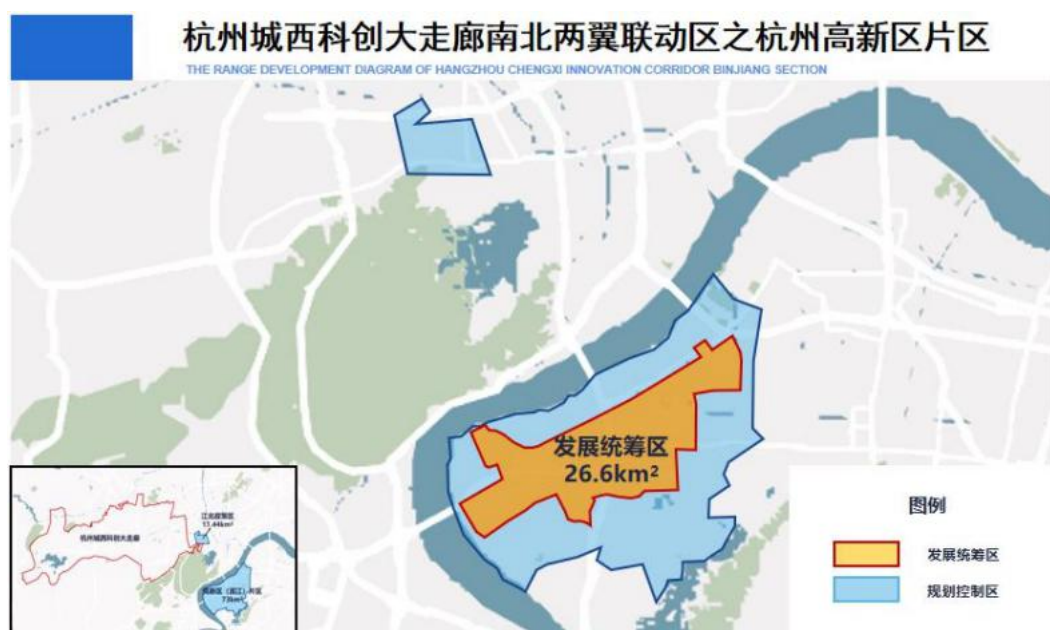 杭州城西科创大走廊南北两翼联动区之杭州高新区片区
THE RANGE DEVELOPMENT DIAGRAM OF HANGZHOU CHENGXI INNOVATION CORRIDOR BINJIANG SECTION
发展统筹区
26.6km²
杭州城西科创大走廊
11.44km²
73km²
图例
发展统筹区
规划控制区